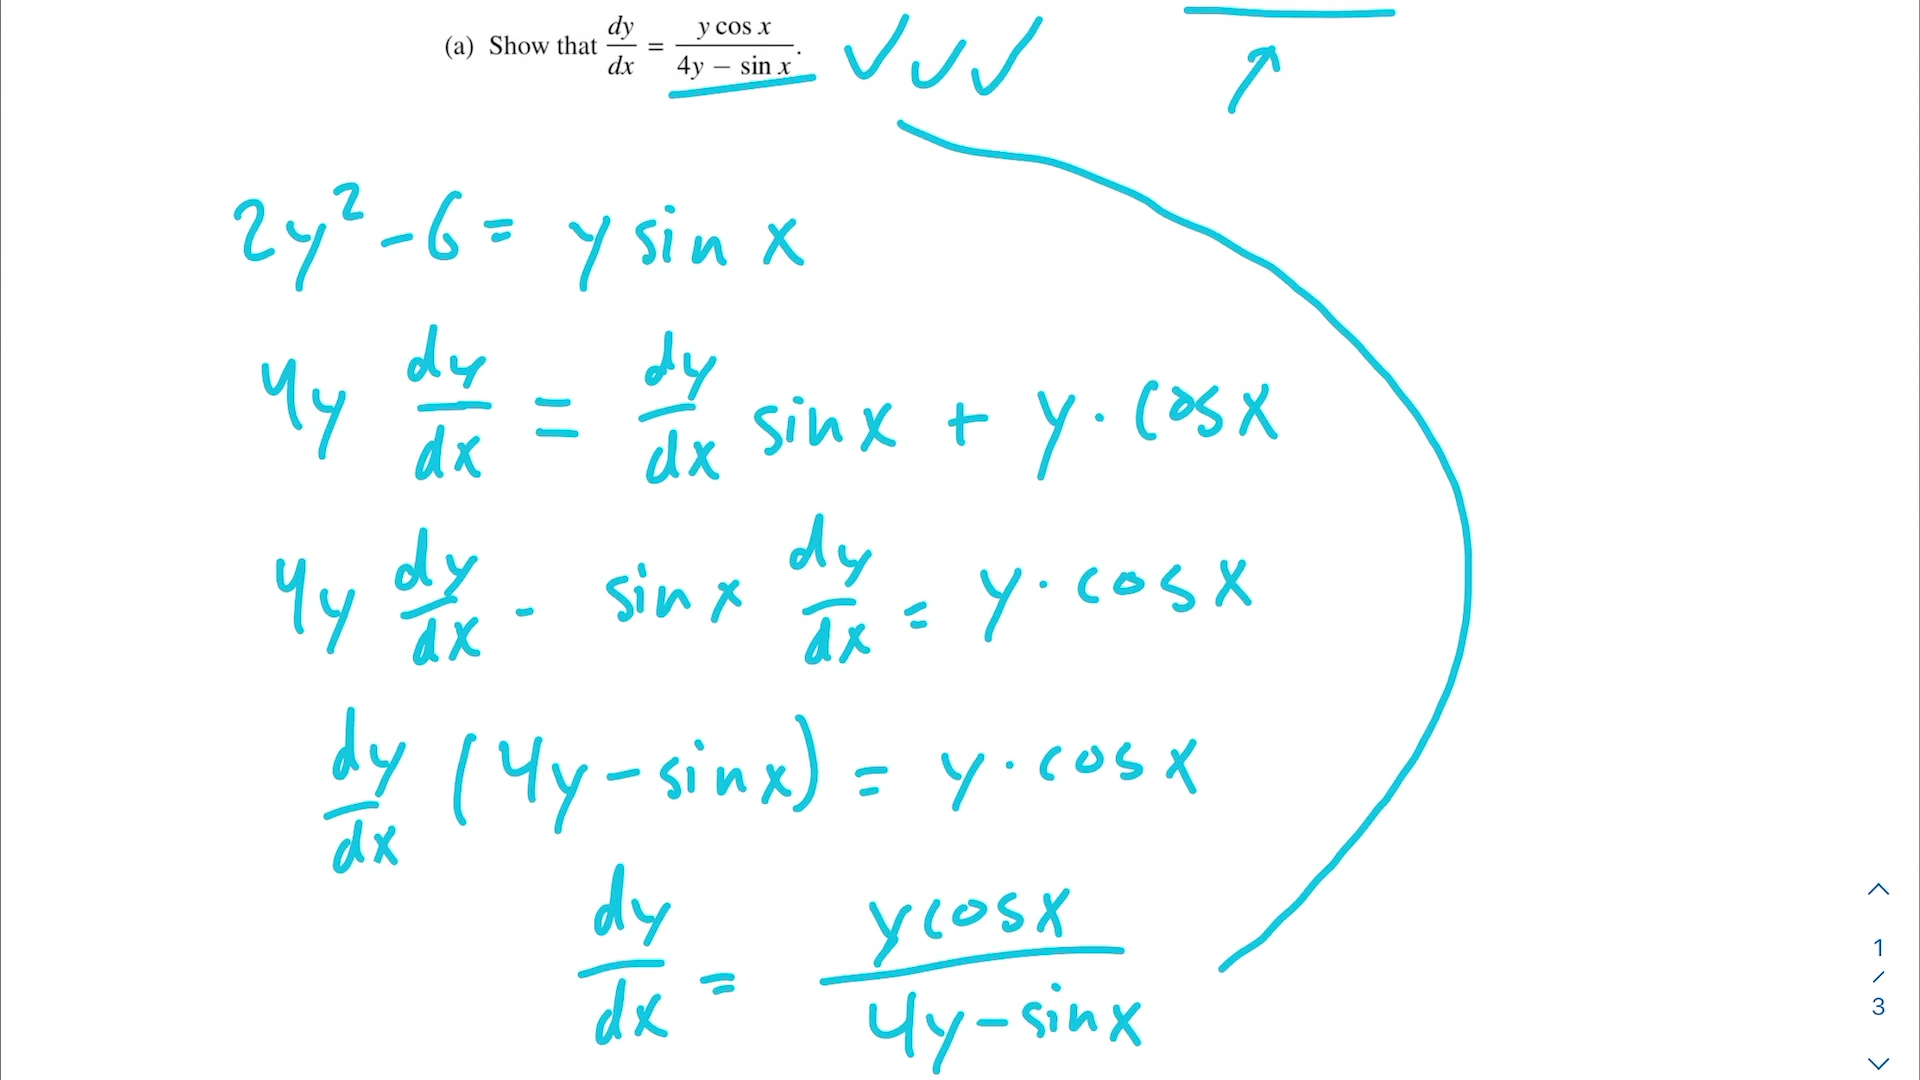 (a) Show that dy/dx = y cos x / 4y − sin x.
2y² - 6 = y sin x
4y dy/dx = dy/dx sin x + y · cos x
4y dy/dx - sin x dy/dx = y · cos x
dy/dx (4y - sin x) = y · cos x
dy/dx = y cos x / 4y - sin x
1
/
3